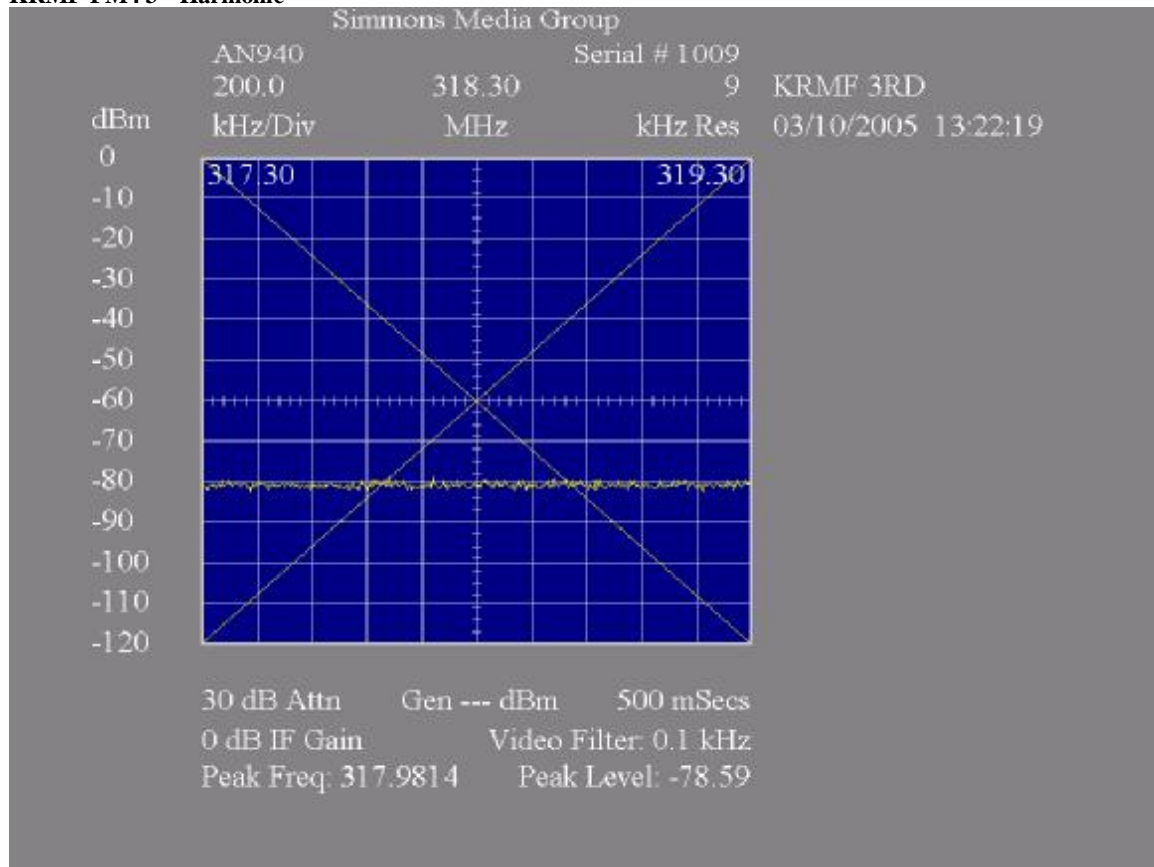 Simmons Media Group
AN940 Serial # 1009
200.0 318.30 9 KRMF 3RD
dBm kHz/Div MHz kHz Res 03/10/2005 13:22:19
0
317.30 319.30
-10
-20
-30
-40
-50
-60
-70
-80
-90
-100
-110
-120
30 dB Attn Gen --- dBm 500 mSecs
0 dB IF Gain Video Filter: 0.1 kHz
Peak Freq: 317.9814 Peak Level: -78.59